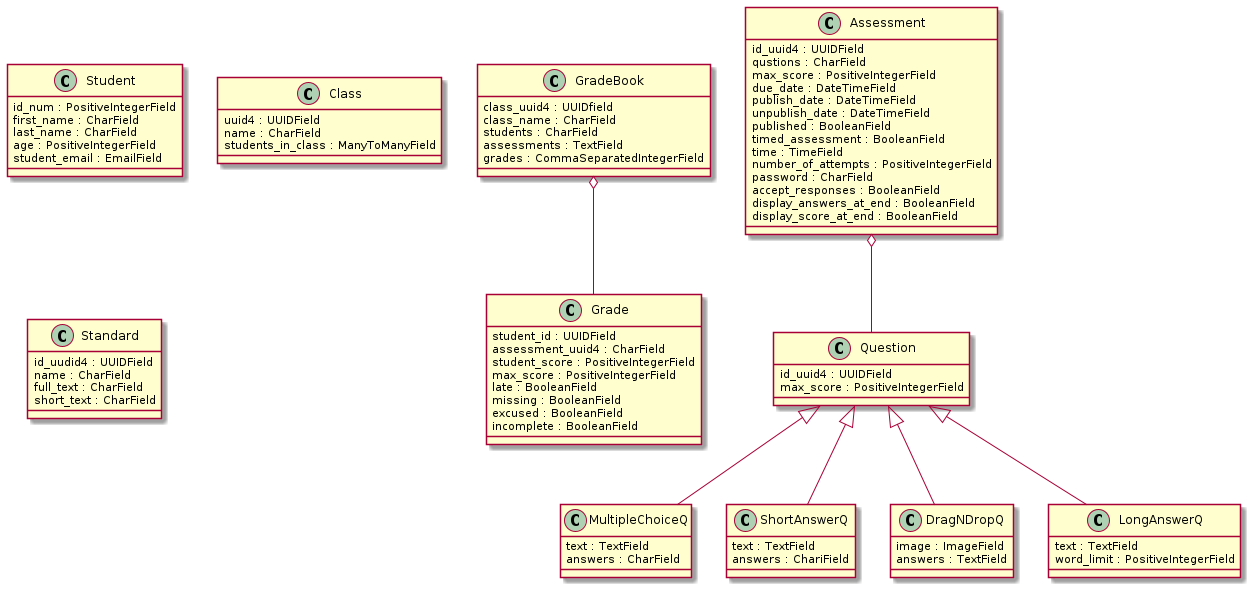 C Student
id_num : PositiveIntegerField
first_name : CharField
last_name : CharField
age : PositiveIntegerField
student_email : EmailField
C Class
uuid4 : UUIDField
name : CharField
students_in_class : ManyToManyField
C GradeBook
class_uuid4 : UUIDfield
class_name : CharField
students : CharField
assessments : TextField
grades : CommaSeparatedIntegerField
C Assessment
id_uuid4 : UUIDField
qustions : CharField
max_score : PositiveIntegerField
due_date : DateTimeField
publish_date : DateTimeField
unpublish_date : DateTimeField
published : BooleanField
timed_assessment : BooleanField
time : TimeField
number_of_attempts : PositiveIntegerField
password : CharField
accept_responses : BooleanField
display_answers_at_end : BooleanField
display_score_at_end : BooleanField
C Standard
id_uudid4 : UUIDField
name : CharField
full_text : CharField
short_text : CharField
C Grade
student_id : UUIDField
assessment_uuid4 : CharField
student_score : PositiveIntegerField
max_score : PositiveIntegerField
late : BooleanField
missing : BooleanField
excused : BooleanField
incomplete : BooleanField
C Question
id_uuid4 : UUIDField
max_score : PositiveIntegerField
C MultipleChoiceQ
text : TextField
answers : CharField
C ShortAnswerQ
text : TextField
answers : ChariField
C DragNDropQ
image : ImageField
answers : TextField
C LongAnswerQ
text : TextField
word_limit : PositiveIntegerField